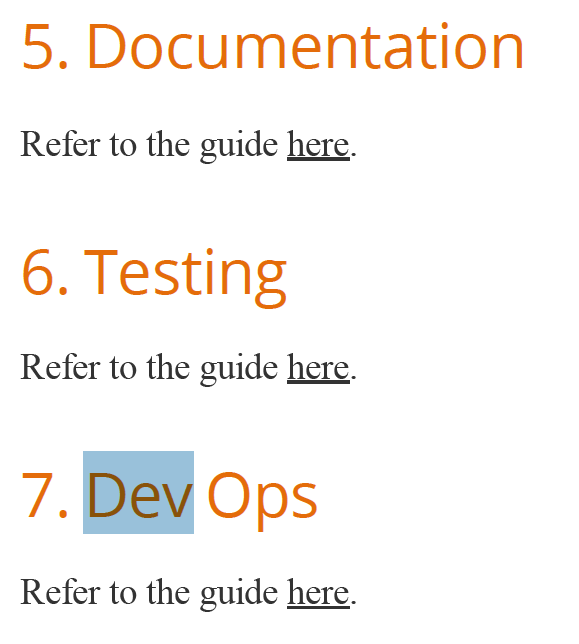 5. Documentation
Refer to the guide here.
6. Testing
Refer to the guide here.
7. Dev Ops
Refer to the guide here.